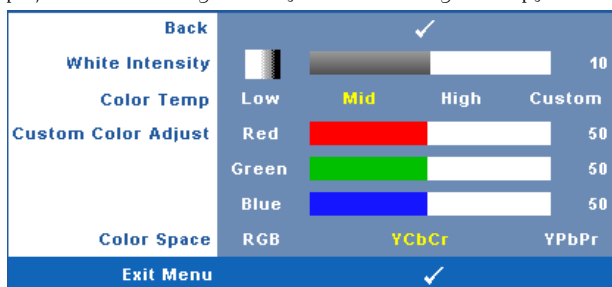 Back
White Intensity 10
Color Temp Low Mid High Custom
Custom Color Adjust Red 50
Green 50
Blue 50
Color Space RGB YCbCr YPbPr
Exit Menu